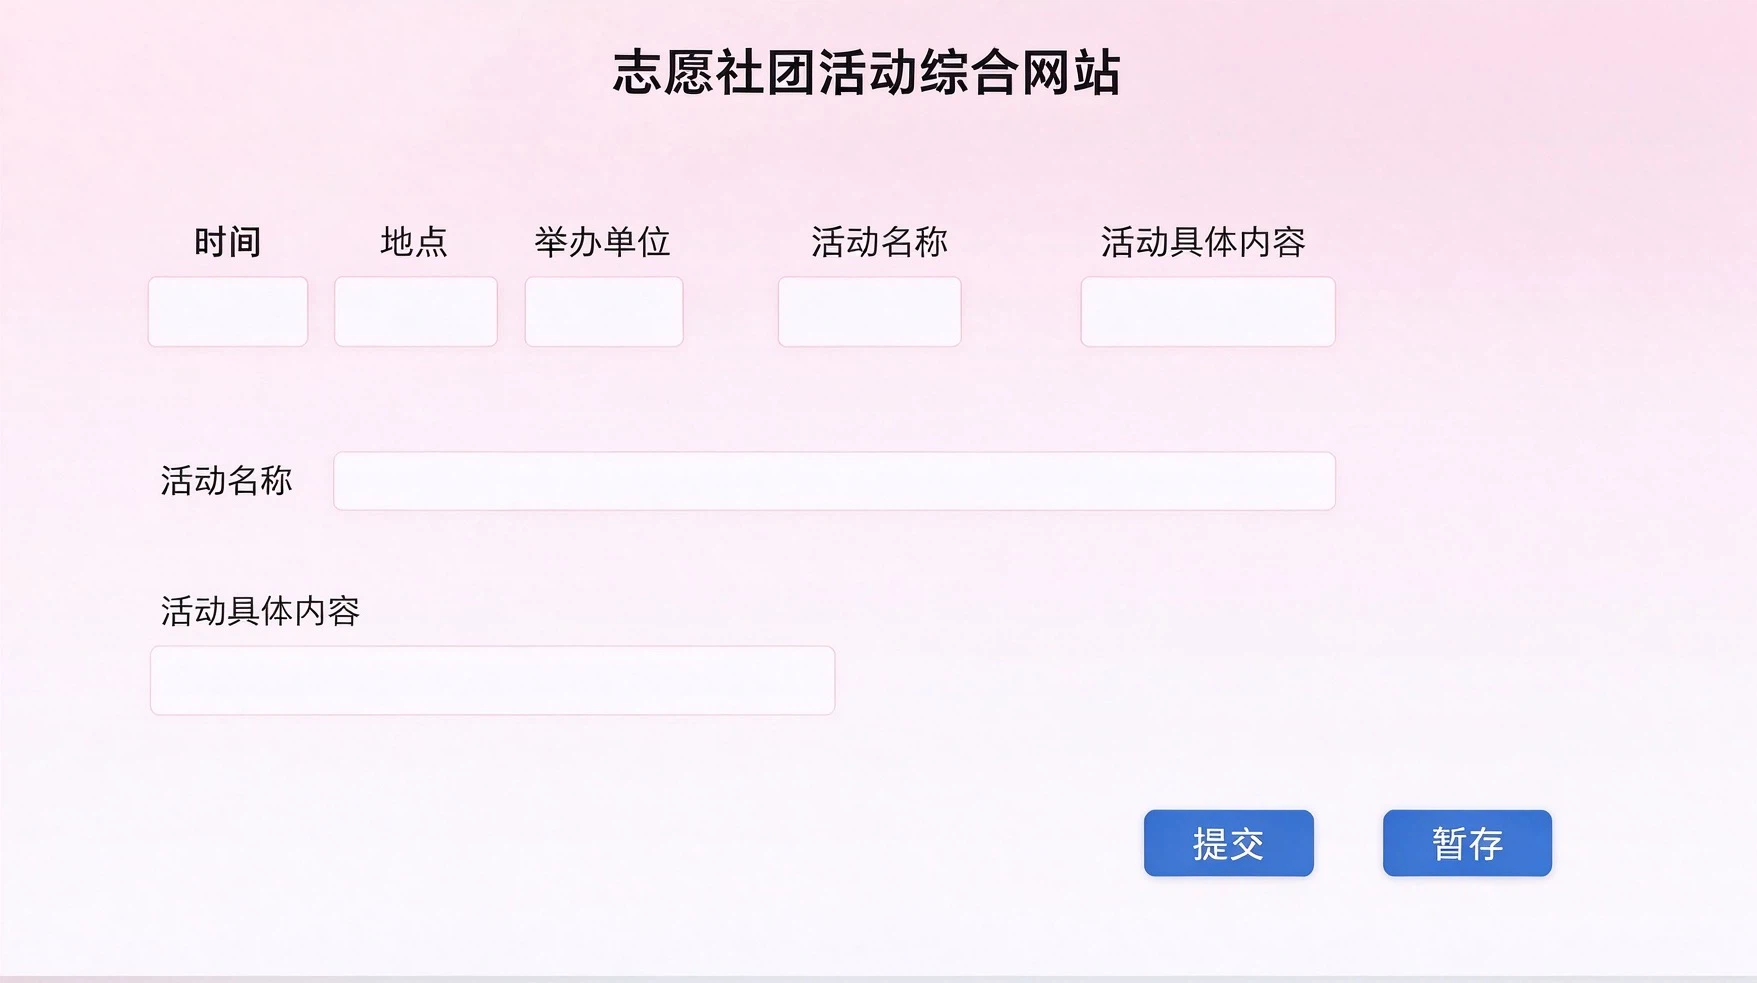 志愿社团活动综合网站
时间 地点 举办单位 活动名称 活动具体内容
活动名称
活动具体内容
提交 暂存